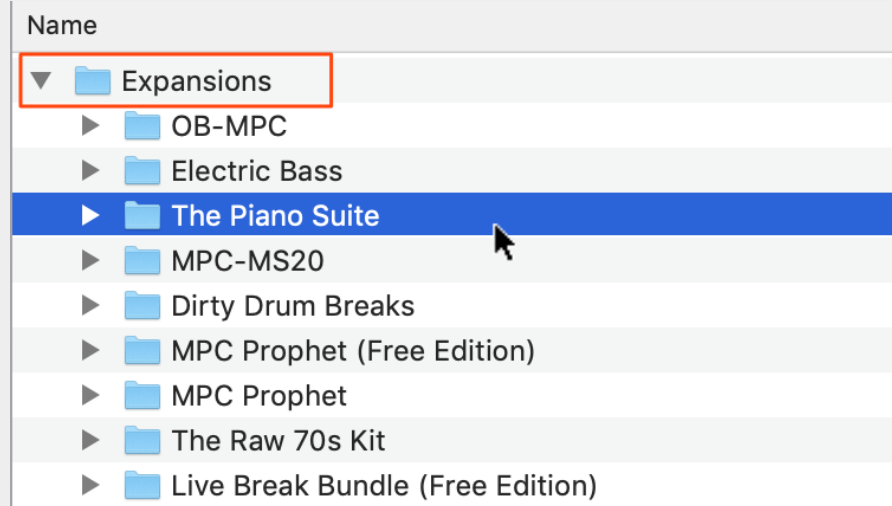 Name
Expansions
OB-MPC
Electric Bass
The Piano Suite
MPC-MS20
Dirty Drum Breaks
MPC Prophet (Free Edition)
MPC Prophet
The Raw 70s Kit
Live Break Bundle (Free Edition)